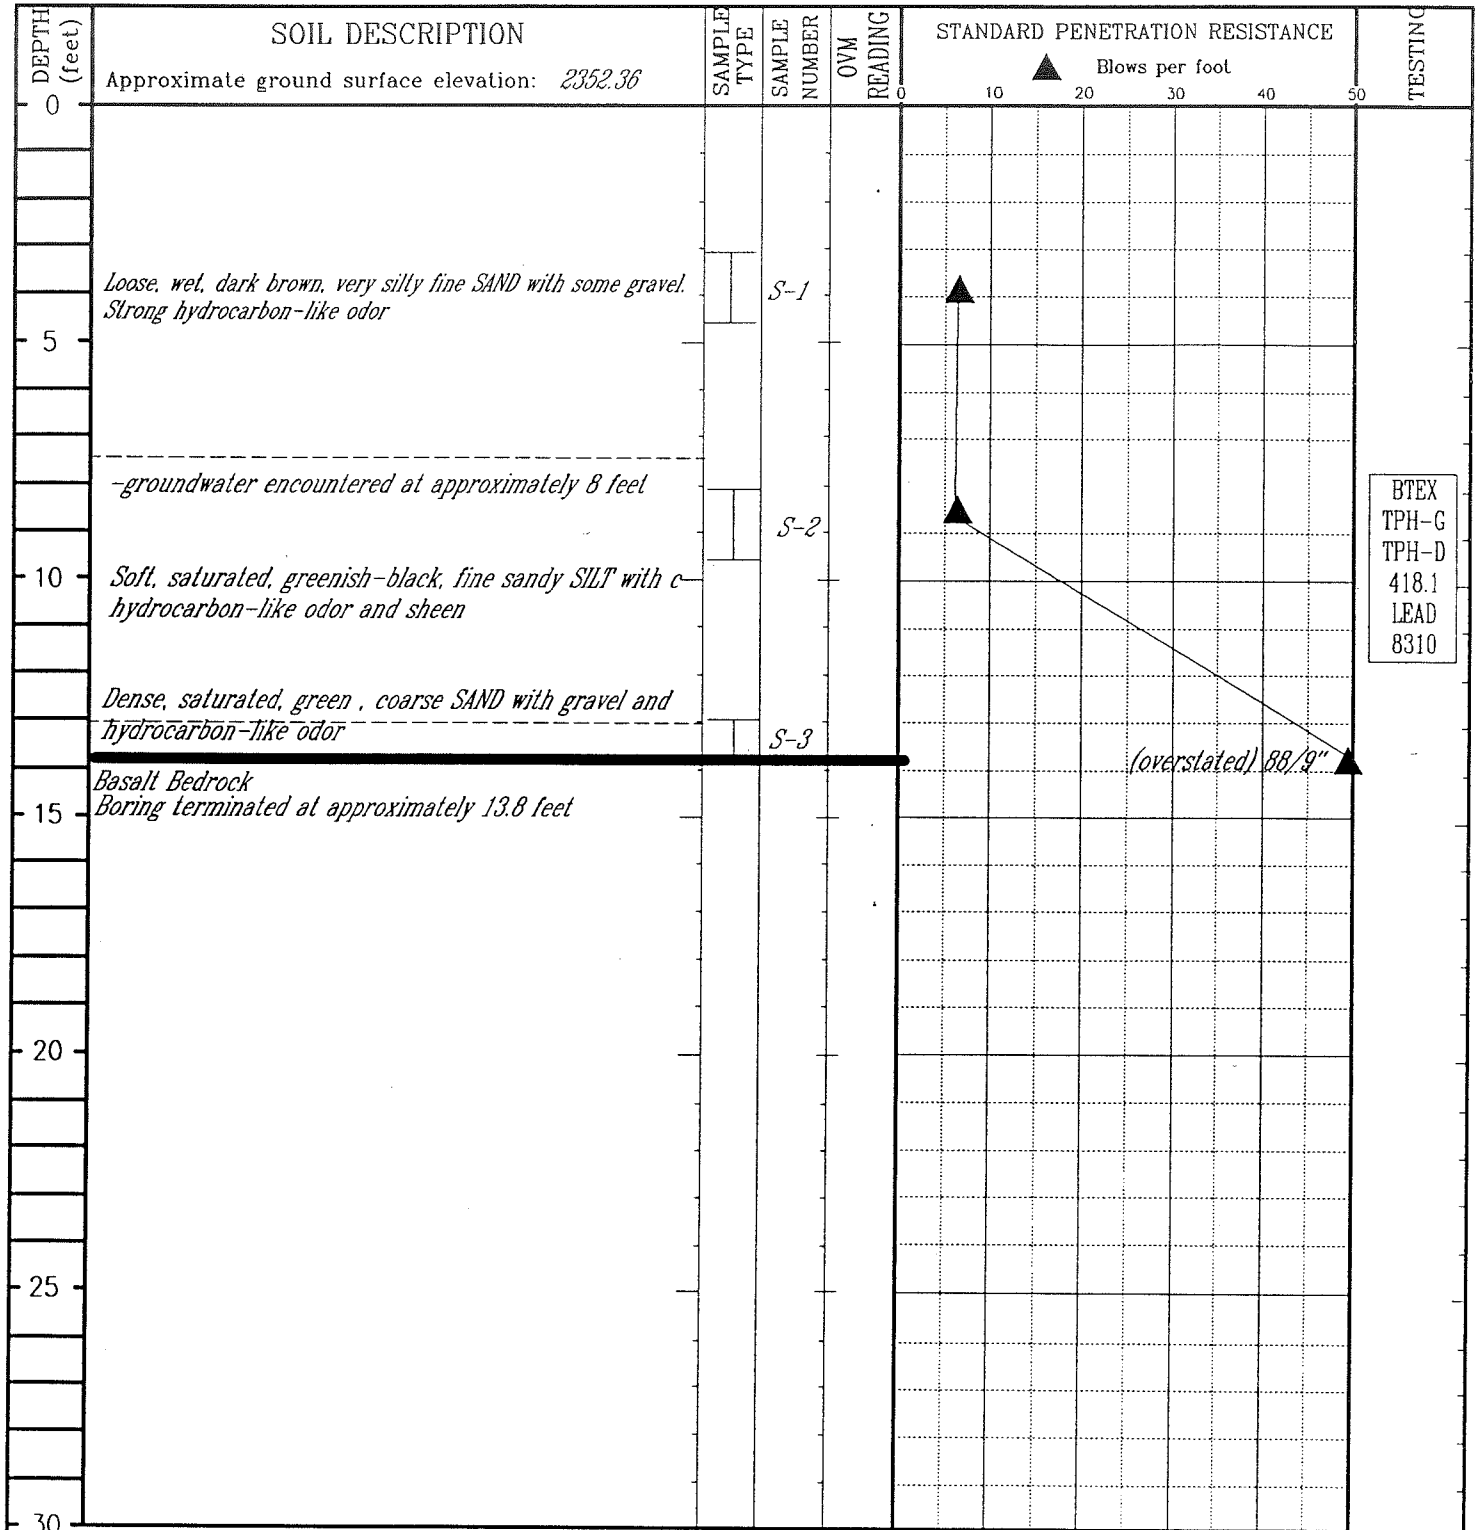 DEPTH
(feet)
SOIL DESCRIPTION
Approximate ground surface elevation: 2352.36
SAMPLE
TYPE
SAMPLE
NUMBER
OVM
READING
STANDARD PENETRATION RESISTANCE
▲ Blows per foot
TESTING
0 10 20 30 40 50
0
Loose, wet, dark brown, very silty fine SAND with some gravel.
Strong hydrocarbon-like odor
S-1
5
-groundwater encountered at approximately 8 feet
S-2
BTEX
TPH-G
TPH-D
418.1
LEAD
8310
10
Soft, saturated, greenish-black, fine sandy SILT with c
hydrocarbon-like odor and sheen
Dense, saturated, green , coarse SAND with gravel and
hydrocarbon-like odor
S-3
(overstated) 88/9"
Basalt Bedrock
Boring terminated at approximately 13.8 feet
15
20
25
30